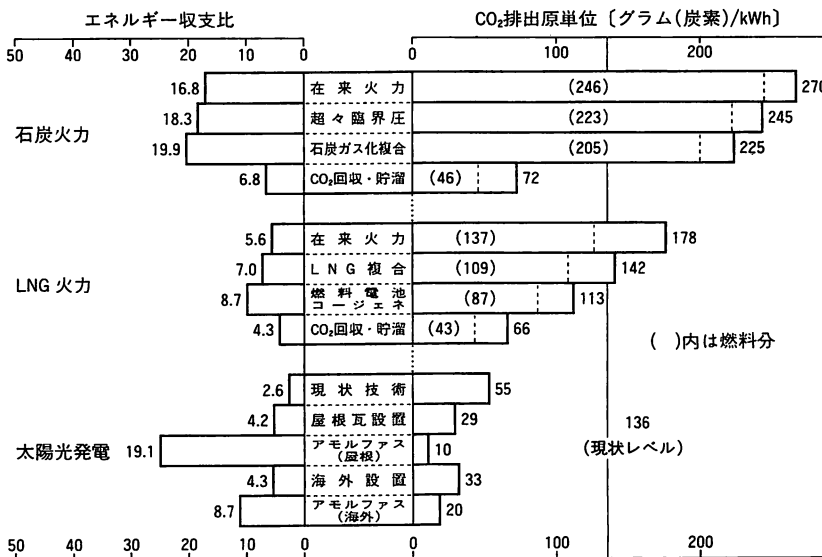 エネルギー収支比 CO₂排出原単位〔グラム(炭素)/kWh〕
50 40 30 20 10 0 0 100 200
石炭火力
16.8 在来火力 (246) 270
18.3 超々臨界圧 (223) 245
19.9 石炭ガス化複合 (205) 225
6.8 CO₂回収・貯溜 (46) 72
LNG火力
5.6 在来火力 (137) 178
7.0 LNG複合 (109) 142
8.7 燃料電池コージェネ (87) 113
4.3 CO₂回収・貯溜 (43) 66
( )内は燃料分
太陽光発電
2.6 現状技術 55
4.2 屋根瓦設置 29
19.1 アモルファス(屋根) 10
4.3 海外設置 33
8.7 アモルファス(海外) 20
136
(現状レベル)
50 40 30 20 10 0 0 100 200